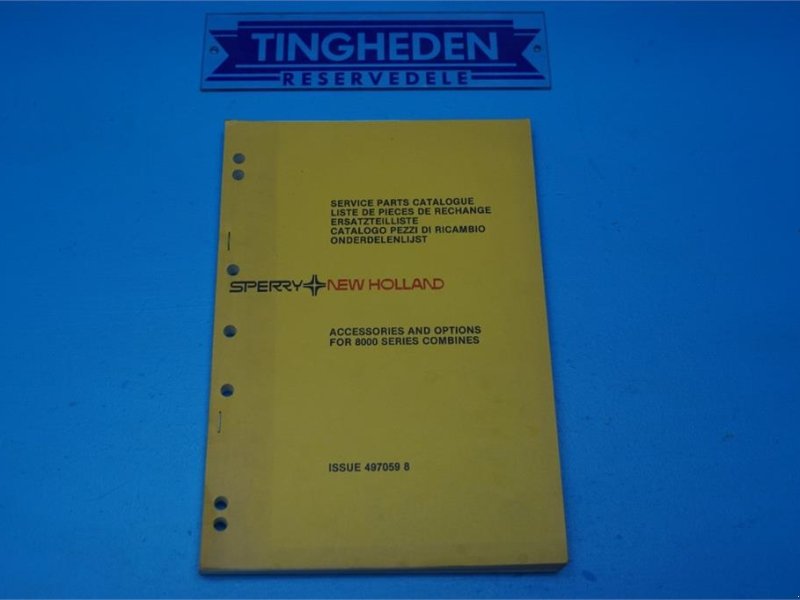 TINGHEDEN
RESERVEDELE
SERVICE PARTS CATALOGUE
LISTE DE PIECES DE RECHANGE
ERSATZTEILLISTE
CATALOGO PEZZI DI RICAMBIO
ONDERDELENLIJST
SPERRY NEW HOLLAND
ACCESSORIES AND OPTIONS
FOR 8000 SERIES COMBINES
ISSUE 497059 8